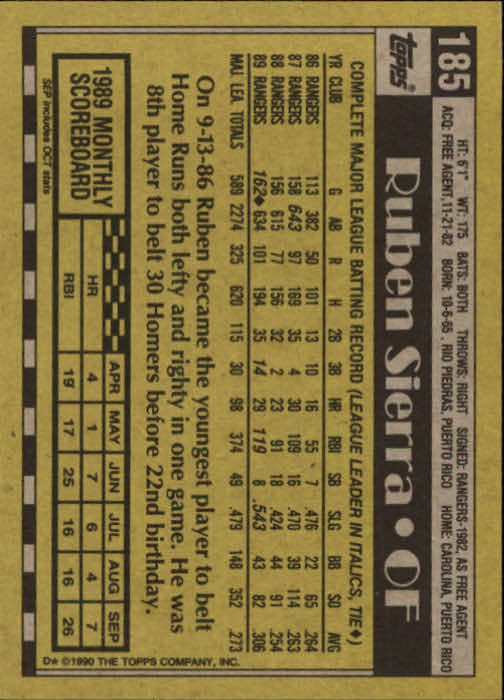 185
topps®
HT: 6'1" WT: 175 BATS: BOTH THROWS: RIGHT SIGNED: RANGERS-1982, AS FREE AGENT
ACQ: FREE AGENT, 11-21-82 BORN: 10-6-65, RIO PIEDRAS, PUERTO RICO HOME: CAROLINA, PUERTO RICO
Ruben Sierra • OF
COMPLETE MAJOR LEAGUE BATTING RECORD (LEAGUE LEADER IN ITALICS, TIE♦)
YR CLUB G AB R H 2B 3B HR RBI SB SLG BB SO AVG
86 RANGERS 113 382 50 101 13 10 16 55 7 .476 22 65 .264
87 RANGERS 158 643 97 169 35 4 30 109 16 .470 39 114 .263
88 RANGERS 156 615 77 156 32 2 23 91 18 .424 44 91 .254
89 RANGERS 162♦ 634 101 194 35 14 29 119 8 .543 43 82 .306
MAJ. LEA. TOTALS 589 2274 325 620 115 30 98 374 49 .479 148 352 .273
On 9-13-86 Ruben became the youngest player to belt
Home Runs both lefty and righty in one game. He was
8th player to belt 30 Homers before 22nd birthday.
1989 MONTHLY
SCOREBOARD
SEP includes OCT stats
APR MAY JUN JUL AUG SEP
HR 4 1 7 6 4 7
RBI 19 17 25 16 16 26
D★ ©1990 THE TOPPS COMPANY, INC.